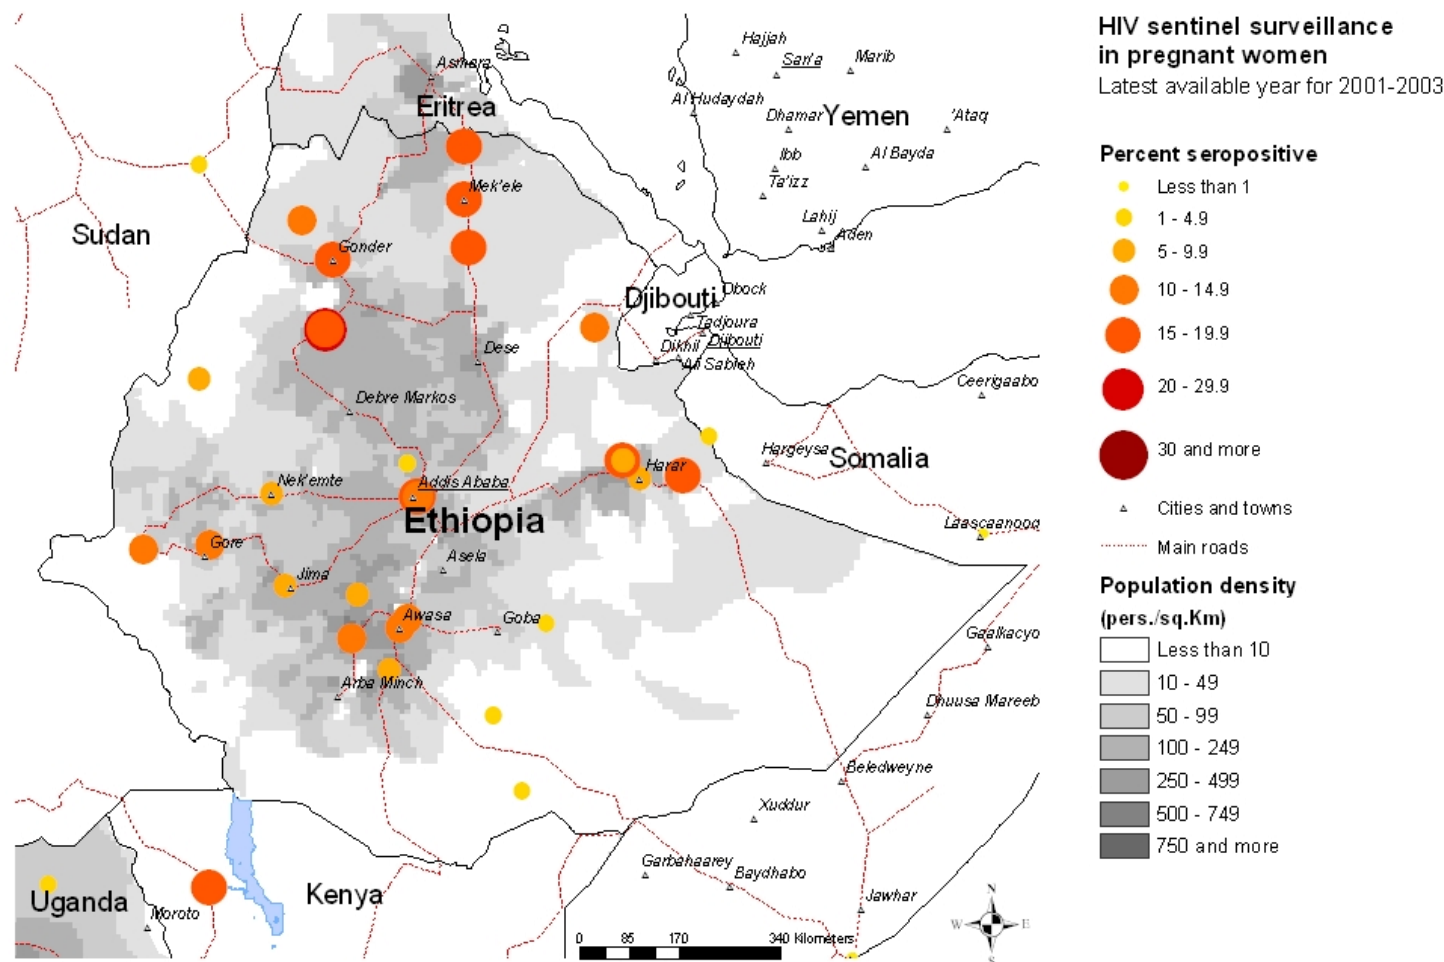 HIV sentinel surveillance
in pregnant women
Latest available year for 2001-2003
Percent seropositive
Less than 1
1 - 4.9
5 - 9.9
10 - 14.9
15 - 19.9
20 - 29.9
30 and more
Cities and towns
Main roads
Population density
(pers./sq.Km)
Less than 10
10 - 49
50 - 99
100 - 249
250 - 499
500 - 749
750 and more
Hajjah
San'a
Marib
Asmara
Eritrea
Al Hudaydah
Dhamar
Yemen
'Ataq
Ibb
Al Bayda
Ta'izz
Mek'ele
Lahij
Aden
Sudan
Gonder
Djibouti
Obock
Tadjoura
Djibouti
Dikhil
Ali Sabieh
Dese
Ceerigaabo
Debre Markos
Hargeysa
Somalia
Harar
Nek'emte
Addis Ababa
Ethiopia
Laascaanood
Gore
Asela
Jima
Awasa
Goba
Gaalkacyo
Arba Minch
Dhuusa Mareeb
Beledweyne
Xuddur
Garbahaarey
Baydhabo
Uganda
Moroto
Kenya
Jawhar
N
W E
S
0 85 170 340 Kilometers